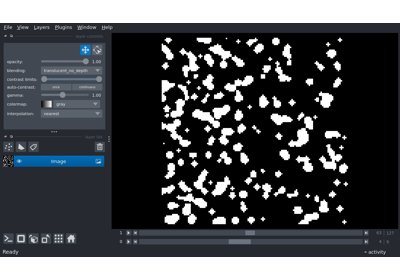 File View Layers Plugins Window Help
opacity: 1.00
blending: translucent_no_depth
contrast limits:
auto-contrast: once continuous
gamma: 1.00
colormap: gray
interpolation: nearest
Image
Ready
activity